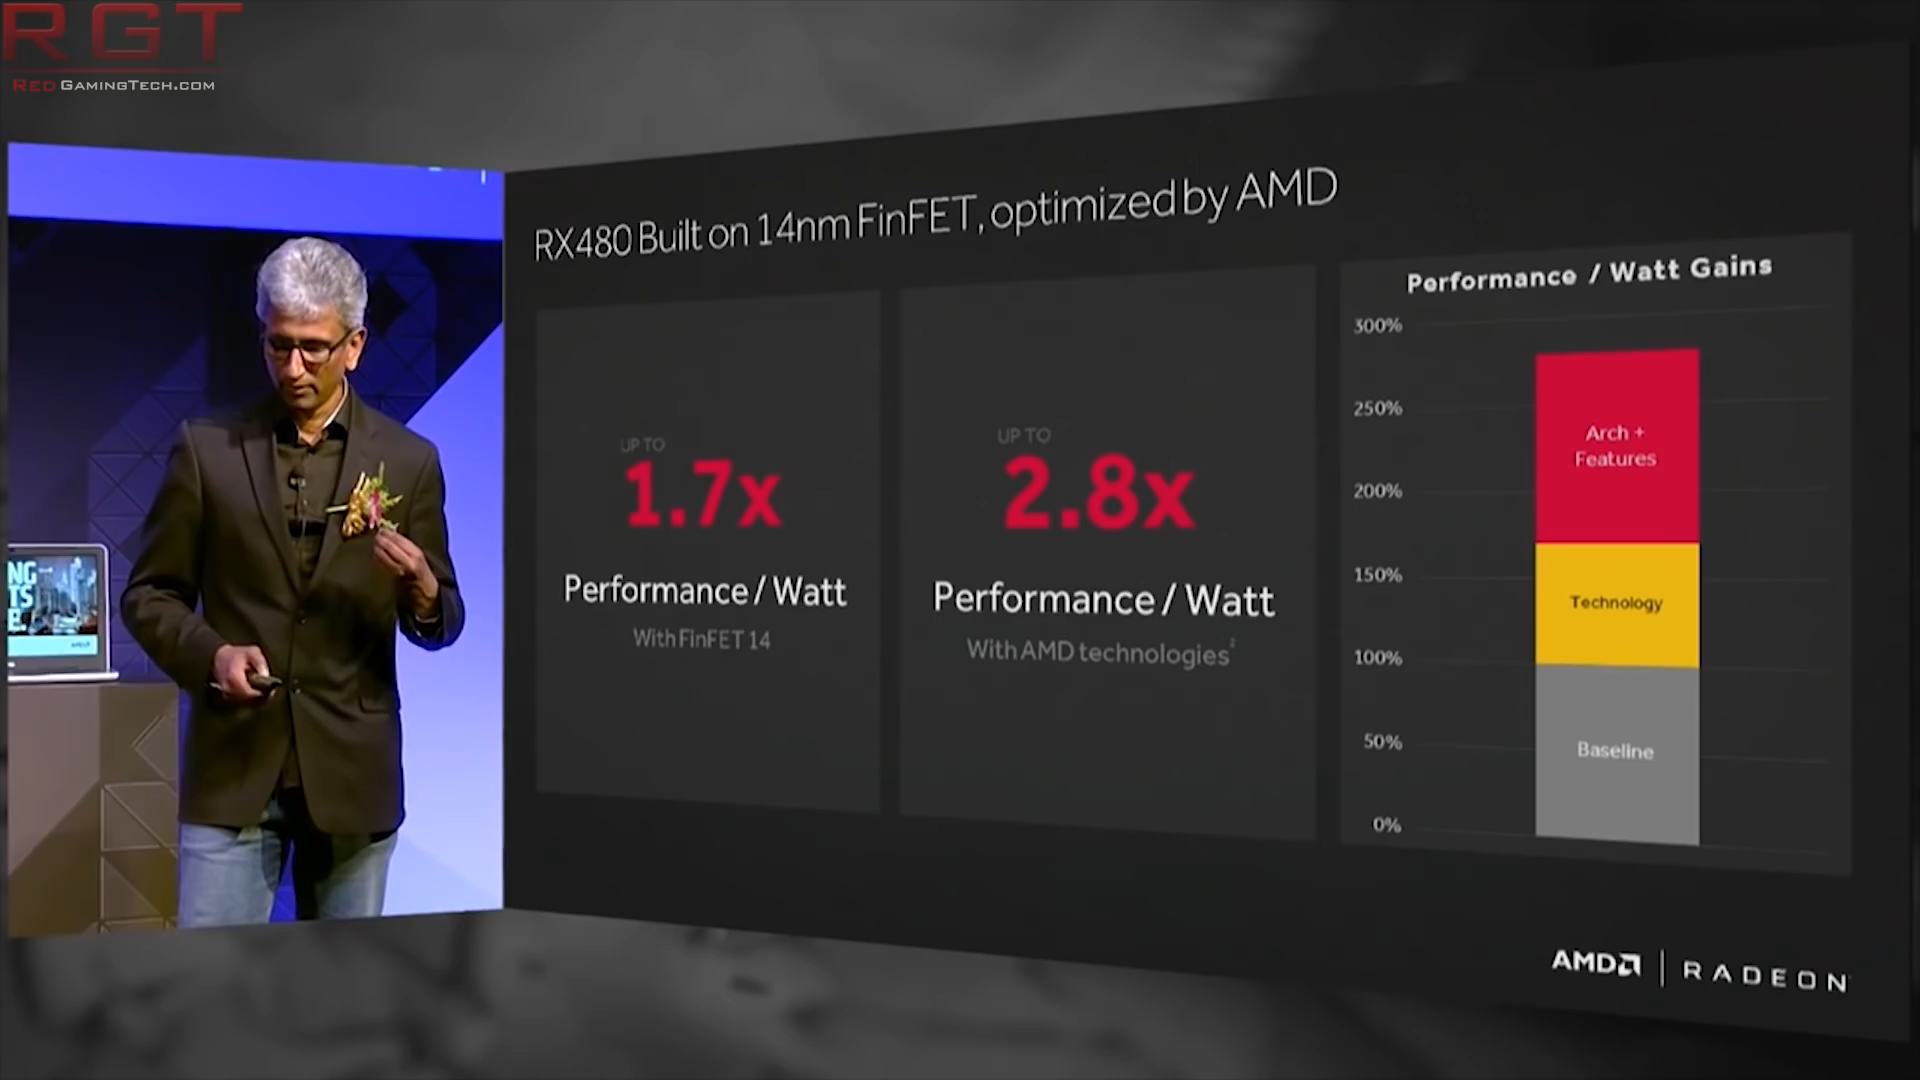 RGT
RED GAMINGTECH.COM
RX480 Built on 14nm FinFET, optimized by AMD
UP TO
1.7x
Performance / Watt
With FinFET 14
UP TO
2.8x
Performance / Watt
With AMD technologies²
Performance / Watt Gains
300%
250%
200%
150%
100%
50%
0%
Arch +
Features
Technology
Baseline
AMD | RADEON